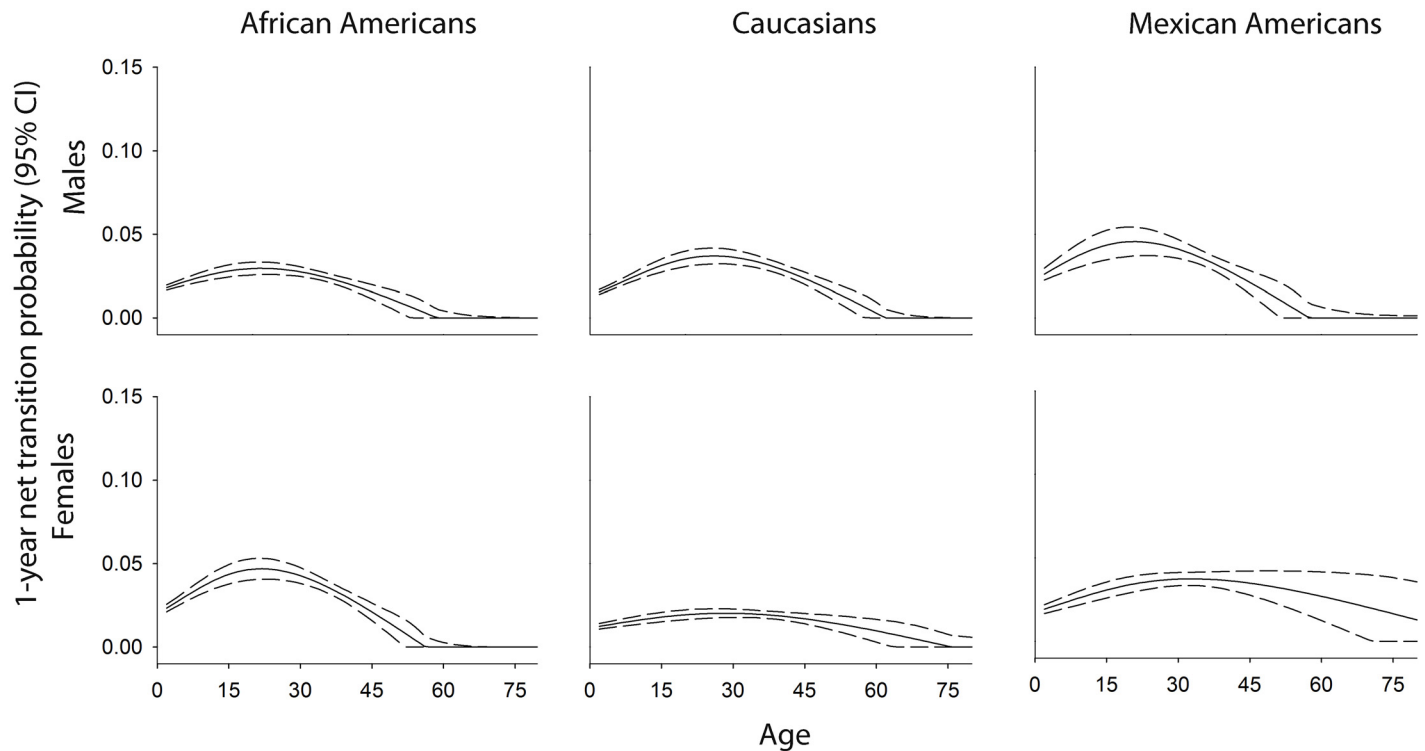 African Americans
Caucasians
Mexican Americans
1-year net transition probability (95% CI)
Males
0.15
0.10
0.05
0.00
Females
0.15
0.10
0.05
0.00
0 15 30 45 60 75
0 15 30 45 60 75
0 15 30 45 60 75
Age